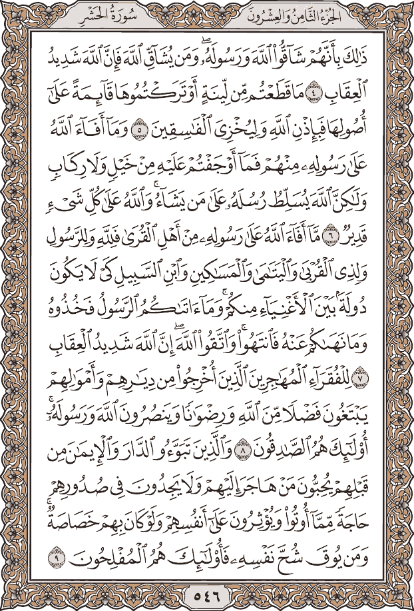 الجزء الثامن والعشرون
سورة الحشر
ذَٰلِكَ بِأَنَّهُمْ شَآقُّوا۟ ٱللَّهَ وَرَسُولَهُۥ ۖ وَمَن يُشَآقِّ ٱللَّهَ فَإِنَّ ٱللَّهَ شَدِيدُ
ٱلْعِقَابِ ٤ مَا قَطَعْتُم مِّن لِّينَةٍ أَوْ تَرَكْتُمُوهَا قَآئِمَةً عَلَىٰٓ
أُصُولِهَا فَبِإِذْنِ ٱللَّهِ وَلِيُخْزِىَ ٱلْفَـٰسِقِينَ ٥ وَمَآ أَفَآءَ ٱللَّهُ
عَلَىٰ رَسُولِهِۦ مِنْهُمْ فَمَآ أَوْجَفْتُمْ عَلَيْهِ مِنْ خَيْلٍ وَلَا رِكَابٍ
وَلَـٰكِنَّ ٱللَّهَ يُسَلِّطُ رُسُلَهُۥ عَلَىٰ مَن يَشَآءُ ۚ وَٱللَّهُ عَلَىٰ كُلِّ شَىْءٍ
قَدِيرٌ ٦ مَّآ أَفَآءَ ٱللَّهُ عَلَىٰ رَسُولِهِۦ مِنْ أَهْلِ ٱلْقُرَىٰ فَلِلَّهِ وَلِلرَّسُولِ
وَلِذِى ٱلْقُرْبَىٰ وَٱلْيَتَـٰمَىٰ وَٱلْمَسَـٰكِينِ وَٱبْنِ ٱلسَّبِيلِ كَىْ لَا يَكُونَ
دُولَةًۢ بَيْنَ ٱلْأَغْنِيَآءِ مِنكُمْ ۚ وَمَآ ءَاتَىٰكُمُ ٱلرَّسُولُ فَخُذُوهُ
وَمَا نَهَىٰكُمْ عَنْهُ فَٱنتَهُوا۟ ۚ وَٱتَّقُوا۟ ٱللَّهَ ۖ إِنَّ ٱللَّهَ شَدِيدُ ٱلْعِقَابِ
٧ لِلْفُقَرَآءِ ٱلْمُهَـٰجِرِينَ ٱلَّذِينَ أُخْرِجُوا۟ مِن دِيَـٰرِهِمْ وَأَمْوَٰلِهِمْ
يَبْتَغُونَ فَضْلًا مِّنَ ٱللَّهِ وَرِضْوَٰنًا وَيَنصُرُونَ ٱللَّهَ وَرَسُولَهُۥٓ ۚ
أُو۟لَـٰٓئِكَ هُمُ ٱلصَّـٰدِقُونَ ٨ وَٱلَّذِينَ تَبَوَّءُو ٱلدَّارَ وَٱلْإِيمَـٰنَ مِن
قَبْلِهِمْ يُحِبُّونَ مَنْ هَاجَرَ إِلَيْهِمْ وَلَا يَجِدُونَ فِى صُدُورِهِمْ
حَاجَةً مِّمَّآ أُوتُوا۟ وَيُؤْثِرُونَ عَلَىٰٓ أَنفُسِهِمْ وَلَوْ كَانَ بِهِمْ خَصَاصَةٌ ۚ
وَمَن يُوقَ شُحَّ نَفْسِهِۦ فَأُو۟لَـٰٓئِكَ هُمُ ٱلْمُفْلِحُونَ ٩
٥٤٦